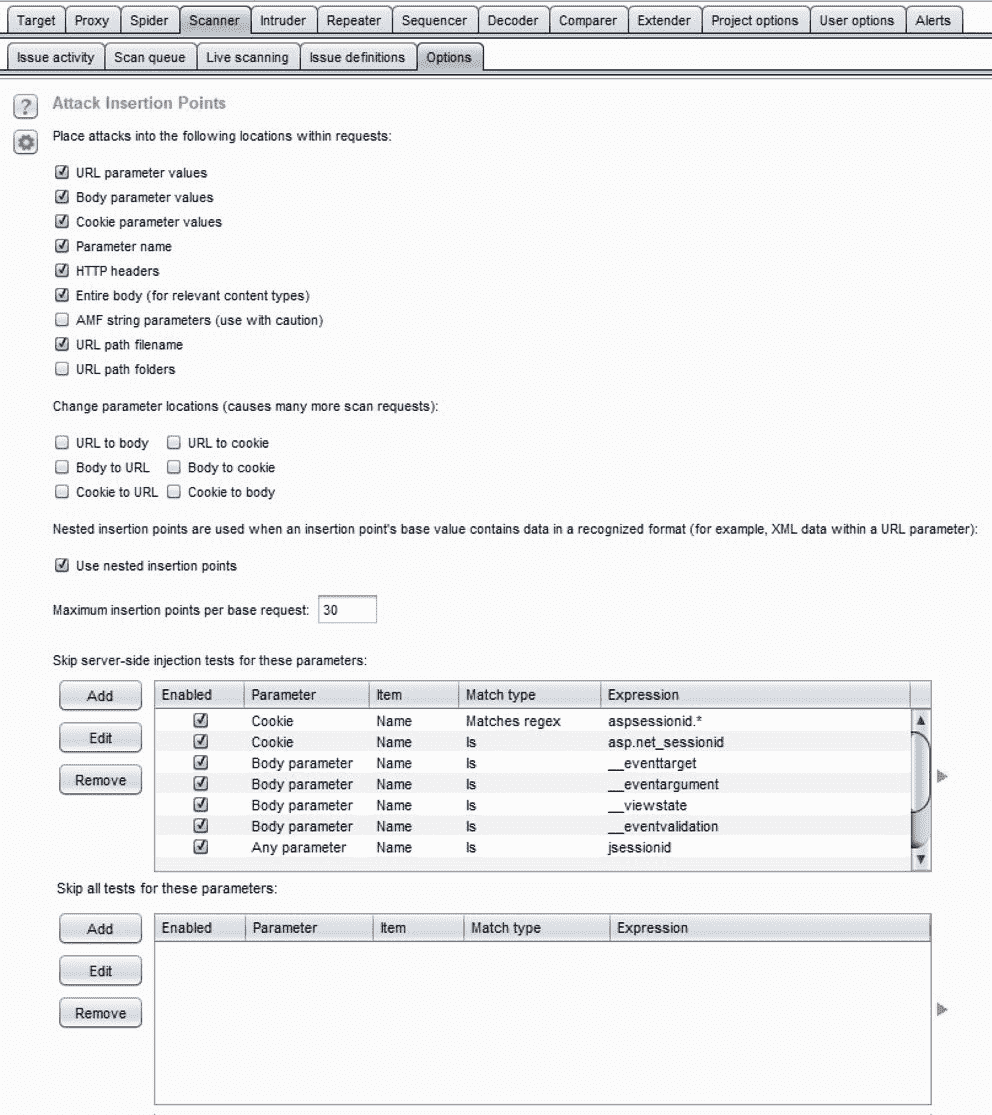 Target Proxy Spider Scanner Intruder Repeater Sequencer Decoder Comparer Extender Project options User options Alerts
Issue activity Scan queue Live scanning Issue definitions Options
? Attack Insertion Points
Place attacks into the following locations within requests:
URL parameter values
Body parameter values
Cookie parameter values
Parameter name
HTTP headers
Entire body (for relevant content types)
AMF string parameters (use with caution)
URL path filename
URL path folders
Change parameter locations (causes many more scan requests):
URL to body URL to cookie
Body to URL Body to cookie
Cookie to URL Cookie to body
Nested insertion points are used when an insertion point's base value contains data in a recognized format (for example, XML data within a URL parameter):
Use nested insertion points
Maximum insertion points per base request: 30
Skip server-side injection tests for these parameters:
Add Enabled Parameter Item Match type Expression
Cookie Name Matches regex aspsessionid.*
Edit Cookie Name Is asp.net_sessionid
Body parameter Name Is __eventtarget
Remove Body parameter Name Is __eventargument
Body parameter Name Is __viewstate
Body parameter Name Is __eventvalidation
Any parameter Name Is jsessionid
Skip all tests for these parameters:
Add Enabled Parameter Item Match type Expression
Edit
Remove